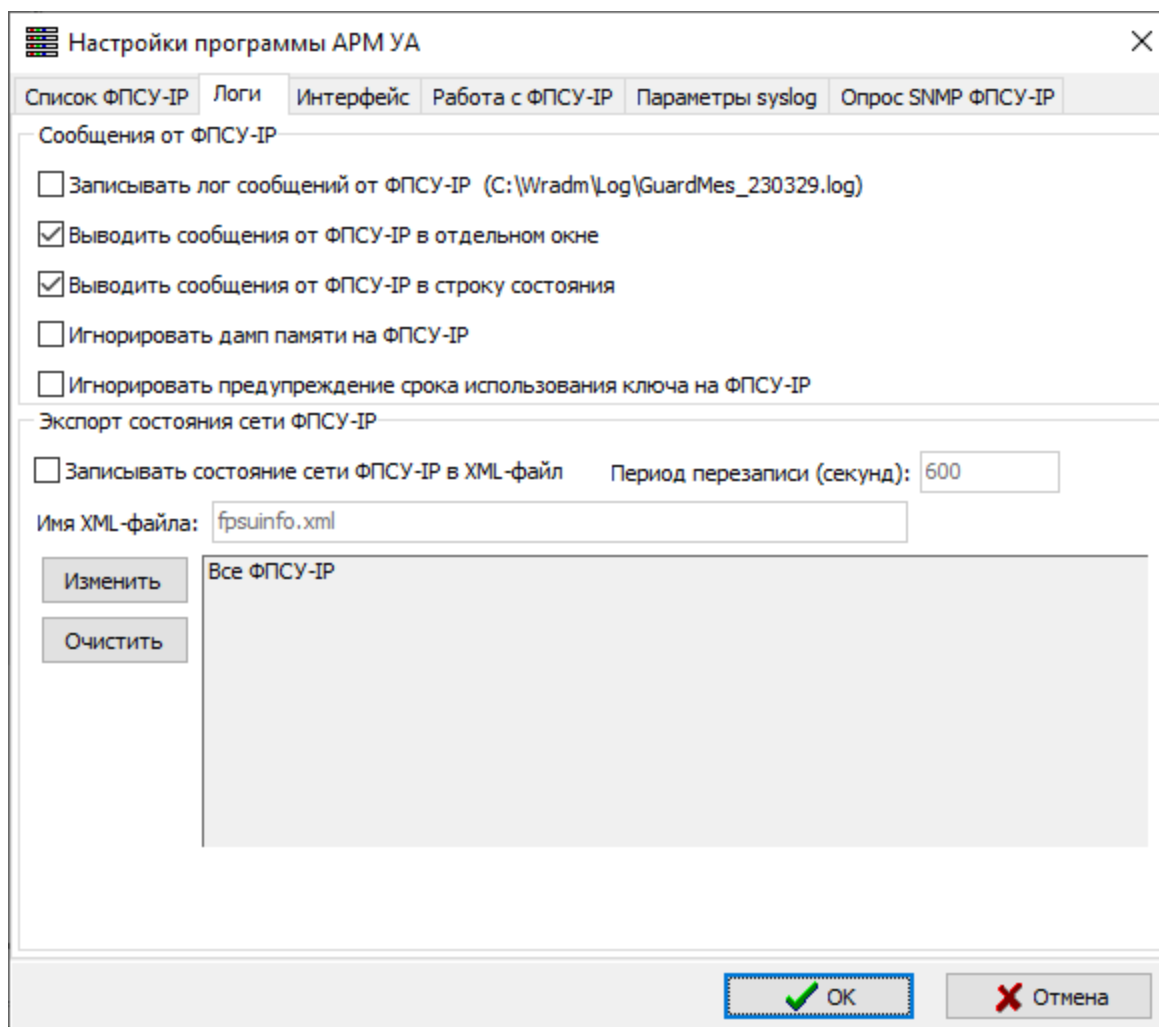 Настройки программы АРМ УА
Список ФПСУ-IP Логи Интерфейс Работа с ФПСУ-IP Параметры syslog Опрос SNMP ФПСУ-IP
Сообщения от ФПСУ-IP
Записывать лог сообщений от ФПСУ-IP (C:\Wradm\Log\GuardMes_230329.log)
Выводить сообщения от ФПСУ-IP в отдельном окне
Выводить сообщения от ФПСУ-IP в строку состояния
Игнорировать дамп памяти на ФПСУ-IP
Игнорировать предупреждение срока использования ключа на ФПСУ-IP
Экспорт состояния сети ФПСУ-IP
Записывать состояние сети ФПСУ-IP в XML-файл Период перезаписи (секунд): 600
Имя XML-файла: fpsuinfo.xml
Изменить Все ФПСУ-IP
Очистить
OK Отмена